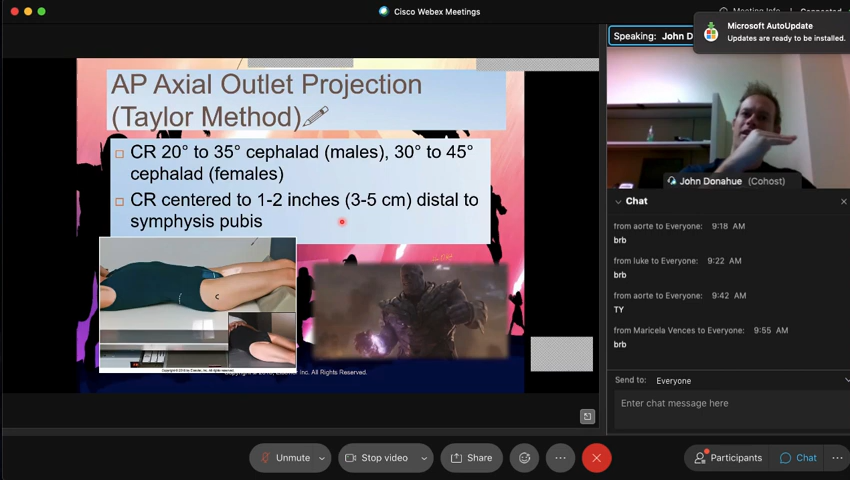 Cisco Webex Meetings
Meeting Info
Connected
Microsoft AutoUpdate
Updates are ready to be installed.
Speaking: John D
AP Axial Outlet Projection
(Taylor Method)
CR 20° to 35° cephalad (males), 30° to 45°
cephalad (females)
CR centered to 1-2 inches (3-5 cm) distal to
symphysis pubis
All Rights Reserved.
John Donahue (Cohost)
Chat
from aorte to Everyone: 9:18 AM
brb
from luke to Everyone: 9:22 AM
brb
from aorte to Everyone: 9:42 AM
TY
from Maricela Vences to Everyone: 9:55 AM
brb
Send to: Everyone
Enter chat message here
Unmute
Stop video
Share
Participants
Chat